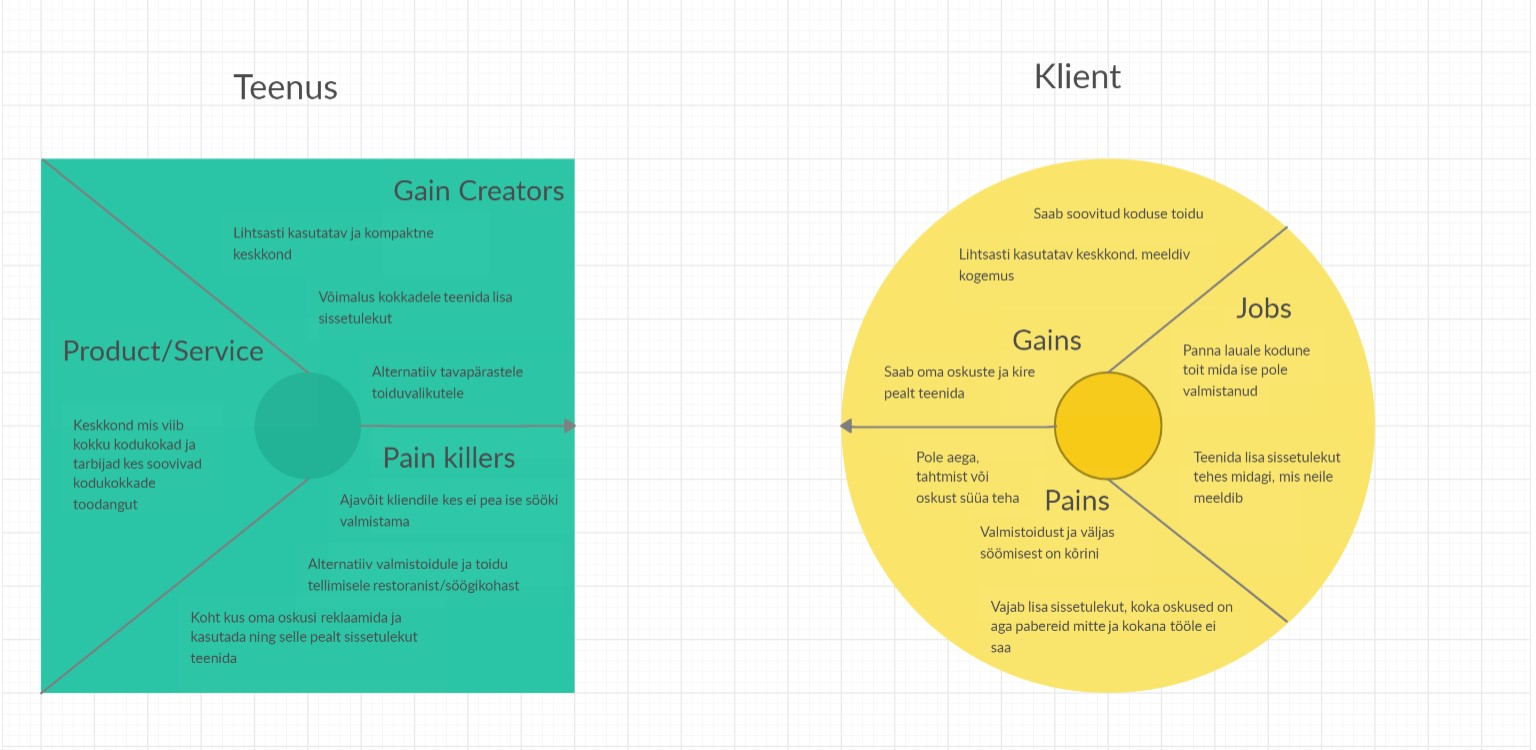 Teenus
Gain Creators
Lihtsasti kasutatav ja kompaktne
keskkond
Võimalus kokkadele teenida lisa
sissetulekut
Alternatiiv tavapärastele
toiduvalikutele
Product/Service
Keskkond mis viib
kokku kodukokad ja
tarbijad kes soovivad
kodukokkade
toodangut
Pain killers
Ajavõit kliendile kes ei pea ise sööki
valmistama
Alternatiiv valmistoidule ja toidu
tellimisele restoranist/söögikohast
Koht kus oma oskusi reklaamida ja
kasutada ning selle pealt sissetulekut
teenida
Klient
Saab soovitud koduse toidu
Lihtsasti kasutatav keskkond. meeldiv
kogemus
Gains
Saab oma oskuste ja kire
pealt teenida
Jobs
Panna lauale kodune
toit mida ise pole
valmistanud
Teenida lisa sissetulekut
tehes midagi, mis neile
meeldib
Pole aega,
tahtmist või
oskust süüa teha
Pains
Valmistoidust ja väljas
söömisest on kõrini
Vajab lisa sissetulekut, koka oskused on
aga pabereid mitte ja kokana tööle ei
saa